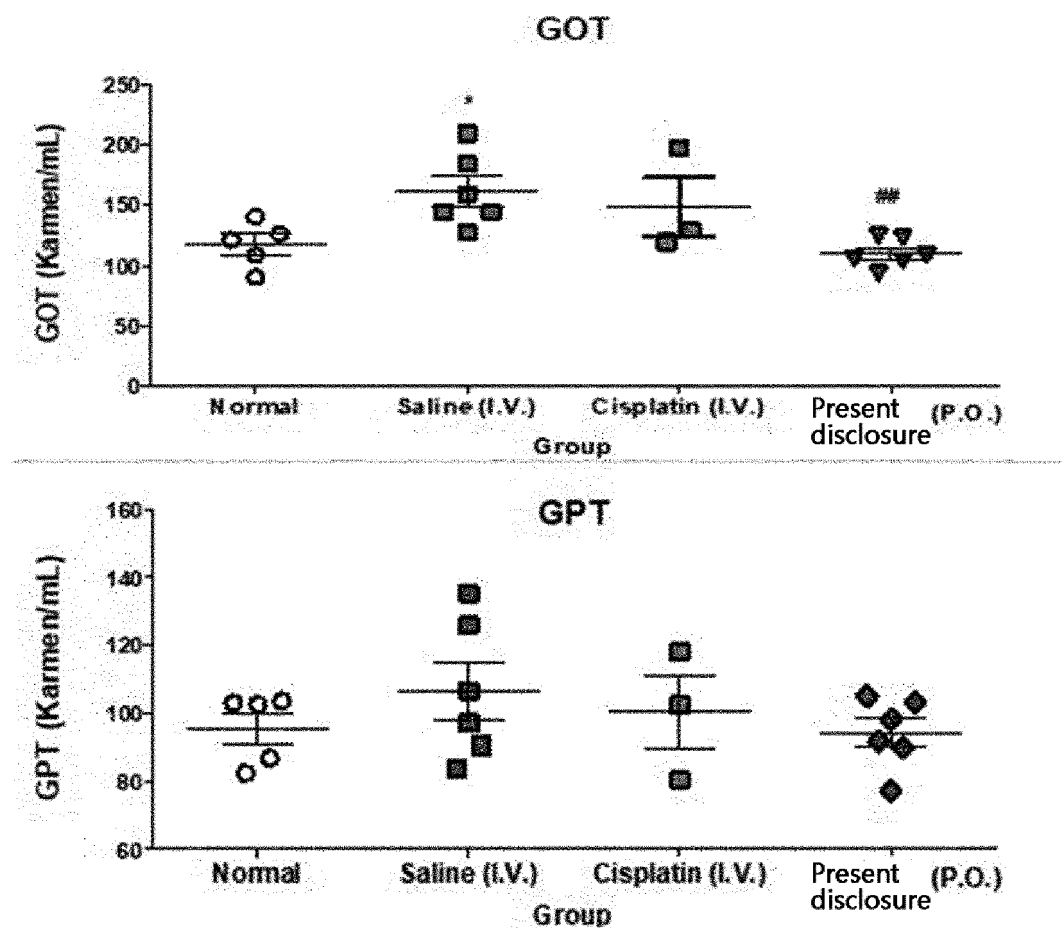 GOT
GOT (Karmen/mL)
250
200
150
100
50
0
*
##
Normal
Saline (I.V.)
Cisplatin (I.V.)
Present disclosure (P.O.)
Group
GPT
GPT (Karmen/mL)
160
140
120
100
80
60
Normal
Saline (I.V.)
Cisplatin (I.V.)
Present disclosure (P.O.)
Group